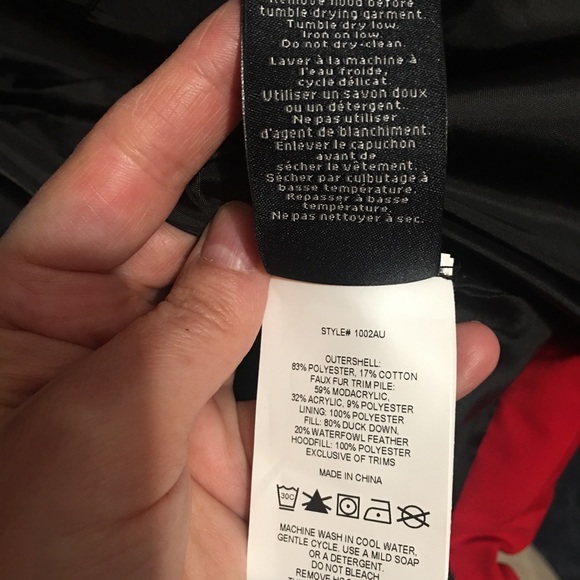 Remove hood before
tumble drying garment.
Tumble dry low.
Iron on low.
Do not dry-clean.
Laver à la machine à
l'eau froide,
cycle délicat.
Utiliser un savon doux
ou un détergent.
Ne pas utiliser
d'agent de blanchiment.
Enlever le capuchon
avant de
sécher le vêtement.
Sécher par culbutage à
basse température.
Repasser à basse
température.
Ne pas nettoyer à sec.
STYLE# 1002AU
OUTERSHELL:
83% POLYESTER, 17% COTTON
FAUX FUR TRIM PILE:
59% MODACRYLIC,
32% ACRYLIC, 9% POLYESTER
LINING: 100% POLYESTER
FILL: 80% DUCK DOWN,
20% WATERFOWL FEATHER
HOODFILL: 100% POLYESTER
EXCLUSIVE OF TRIMS
MADE IN CHINA
30C
MACHINE WASH IN COOL WATER,
GENTLE CYCLE. USE A MILD SOAP
OR A DETERGENT.
DO NOT BLEACH
REMOVE